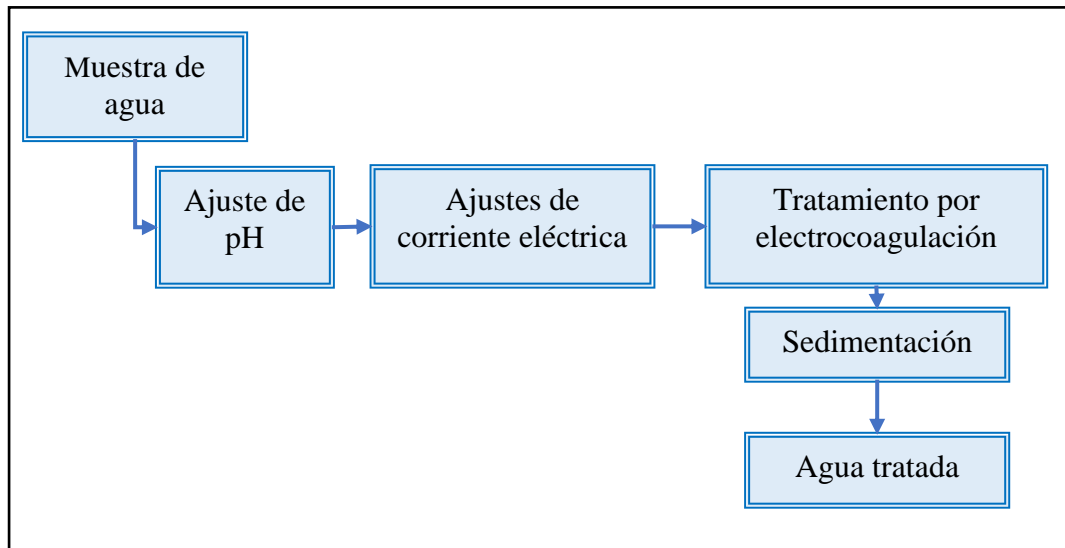 Muestra de
agua
Ajuste de
pH
Ajustes de
corriente eléctrica
Tratamiento por
electrocoagulación
Sedimentación
Agua tratada